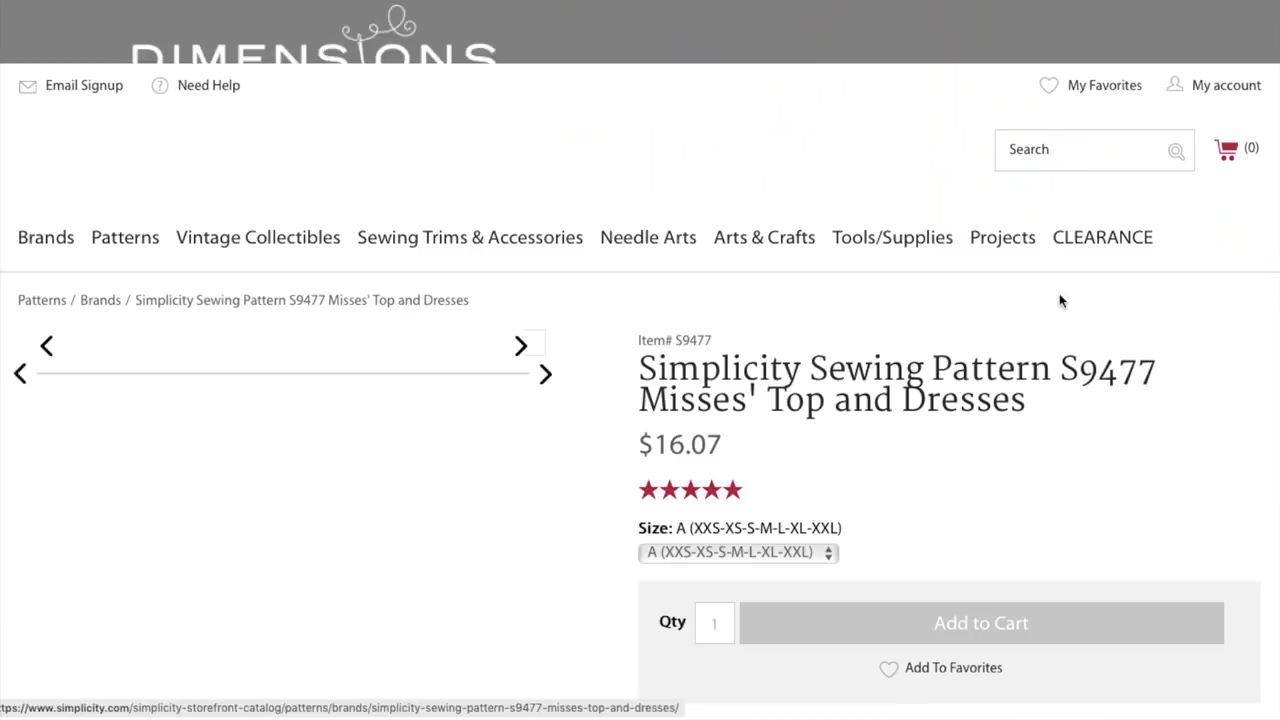 DIMENSIONS
Email Signup
Need Help
My Favorites
My account
Search
(0)
Brands Patterns Vintage Collectibles Sewing Trims & Accessories Needle Arts Arts & Crafts Tools/Supplies Projects CLEARANCE
Patterns / Brands / Simplicity Sewing Pattern S9477 Misses' Top and Dresses
Item# S9477
Simplicity Sewing Pattern S9477
Misses' Top and Dresses
$16.07
Size: A (XXS-XS-S-M-L-XL-XXL)
A (XXS-XS-S-M-L-XL-XXL)
Qty 1 Add to Cart
Add To Favorites
tps://www.simplicity.com/simplicity-storefront-catalog/patterns/brands/simplicity-sewing-pattern-s9477-misses-top-and-dresses/